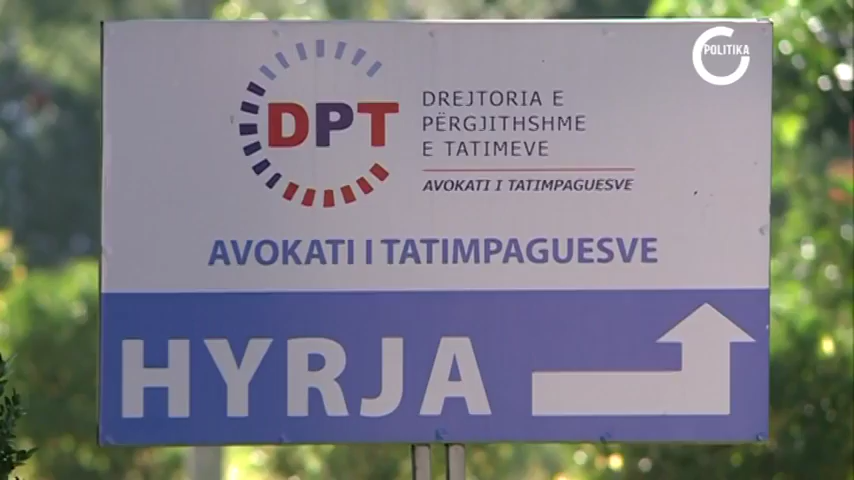 POLITIKA
DPT
DREJTORIA E
PËRGJITHSHME
E TATIMEVE
AVOKATI I TATIMPAGUESVE
AVOKATI I TATIMPAGUESVE
HYRJA